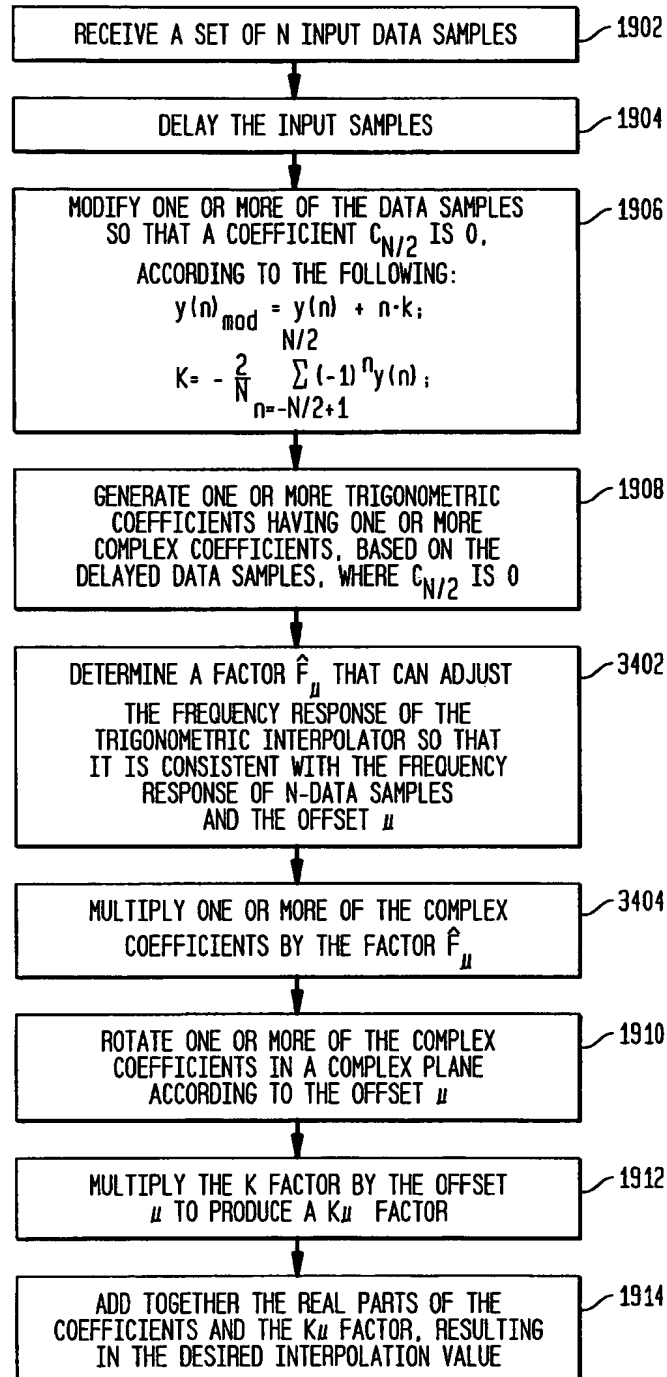 RECEIVE A SET OF N INPUT DATA SAMPLES
1902
DELAY THE INPUT SAMPLES
1904
MODIFY ONE OR MORE OF THE DATA SAMPLES
SO THAT A COEFFICIENT C_{N/2} IS 0,
ACCORDING TO THE FOLLOWING:
y(n)_{mod} = y(n) + n·k;
N/2
K= - 2/N Σ (-1)^n y(n);
n=-N/2+1
1906
GENERATE ONE OR MORE TRIGONOMETRIC
COEFFICIENTS HAVING ONE OR MORE
COMPLEX COEFFICIENTS, BASED ON THE
DELAYED DATA SAMPLES, WHERE C_{N/2} IS 0
1908
DETERMINE A FACTOR F̂_μ THAT CAN ADJUST
THE FREQUENCY RESPONSE OF THE
TRIGONOMETRIC INTERPOLATOR SO THAT
IT IS CONSISTENT WITH THE FREQUENCY
RESPONSE OF N-DATA SAMPLES
AND THE OFFSET μ
3402
MULTIPLY ONE OR MORE OF THE COMPLEX
COEFFICIENTS BY THE FACTOR F̂_μ
3404
ROTATE ONE OR MORE OF THE COMPLEX
COEFFICIENTS IN A COMPLEX PLANE
ACCORDING TO THE OFFSET μ
1910
MULTIPLY THE K FACTOR BY THE OFFSET
μ TO PRODUCE A Kμ FACTOR
1912
ADD TOGETHER THE REAL PARTS OF THE
COEFFICIENTS AND THE Kμ FACTOR, RESULTING
IN THE DESIRED INTERPOLATION VALUE
1914